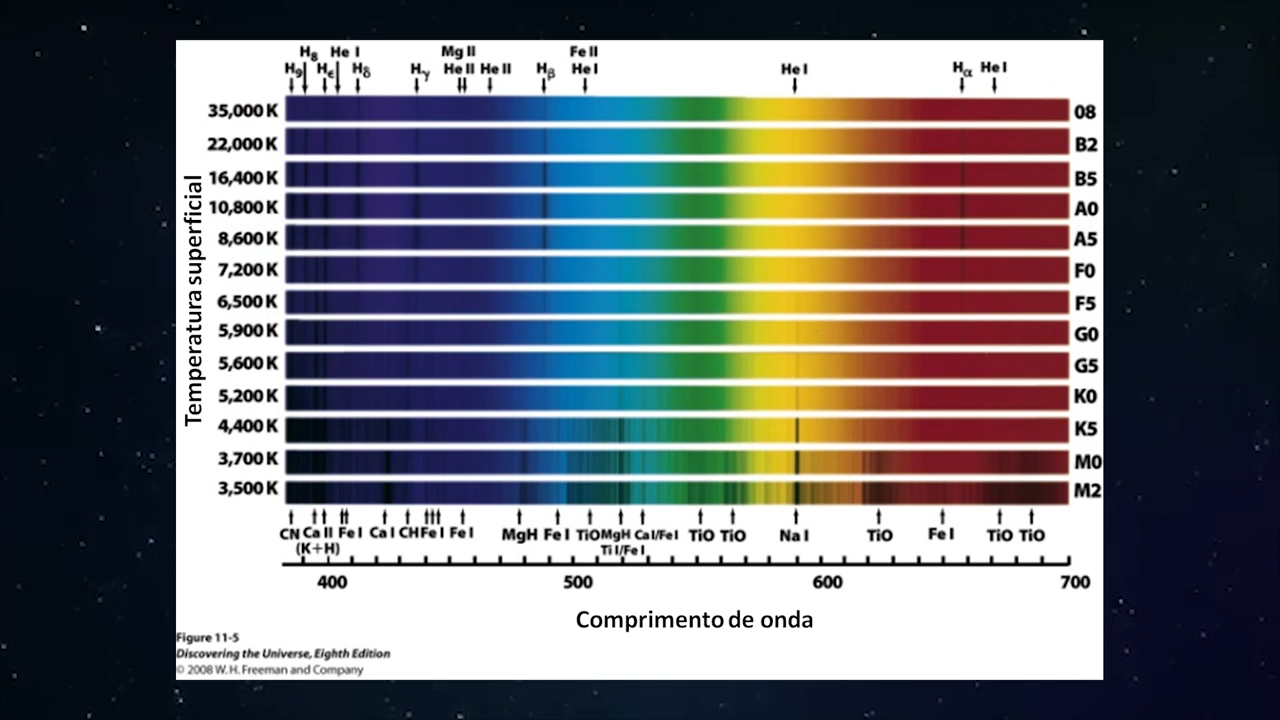 H8 He I Mg II Fe II
H9 Hε Hδ Hγ He II He II Hβ He I He I Hα He I
35,000 K O8
22,000 K B2
16,400 K B5
10,800 K A0
8,600 K A5
7,200 K F0
6,500 K F5
5,900 K G0
5,600 K G5
5,200 K K0
4,400 K K5
3,700 K M0
3,500 K M2
Temperatura superficial
CN Ca II Fe I Ca I CH Fe I Fe I MgH Fe I TiO MgH Ca I/Fe I TiO TiO Na I TiO Fe I TiO TiO
(K+H) Ti I/Fe I
400 500 600 700
Comprimento de onda
Figure 11-5
Discovering the Universe, Eighth Edition
© 2008 W. H. Freeman and Company